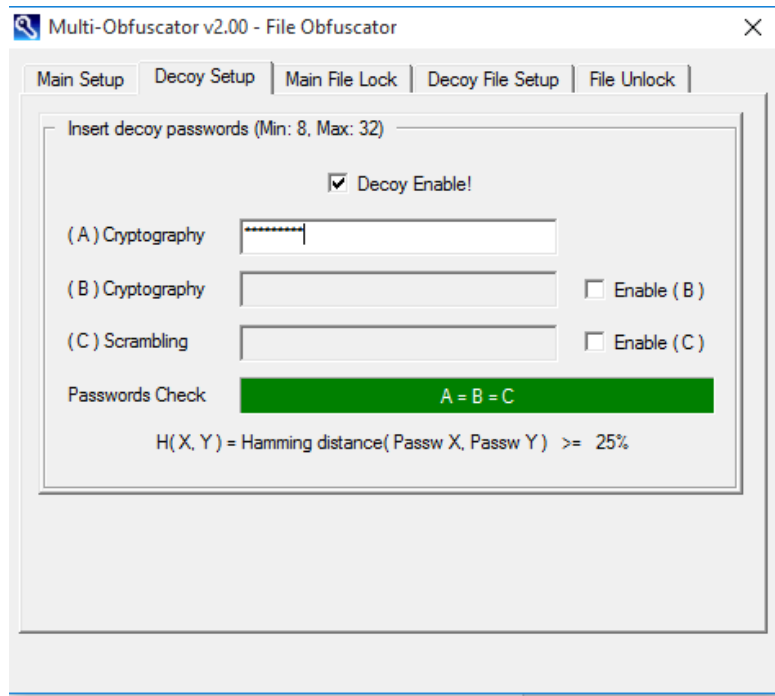 Multi-Obfuscator v2.00 - File Obfuscator
Main Setup Decoy Setup Main File Lock Decoy File Setup File Unlock
Insert decoy passwords (Min: 8, Max: 32)
Decoy Enable!
( A ) Cryptography *********
( B ) Cryptography Enable ( B )
( C ) Scrambling Enable ( C )
Passwords Check A = B = C
H( X, Y ) = Hamming distance( Passw X, Passw Y ) >= 25%